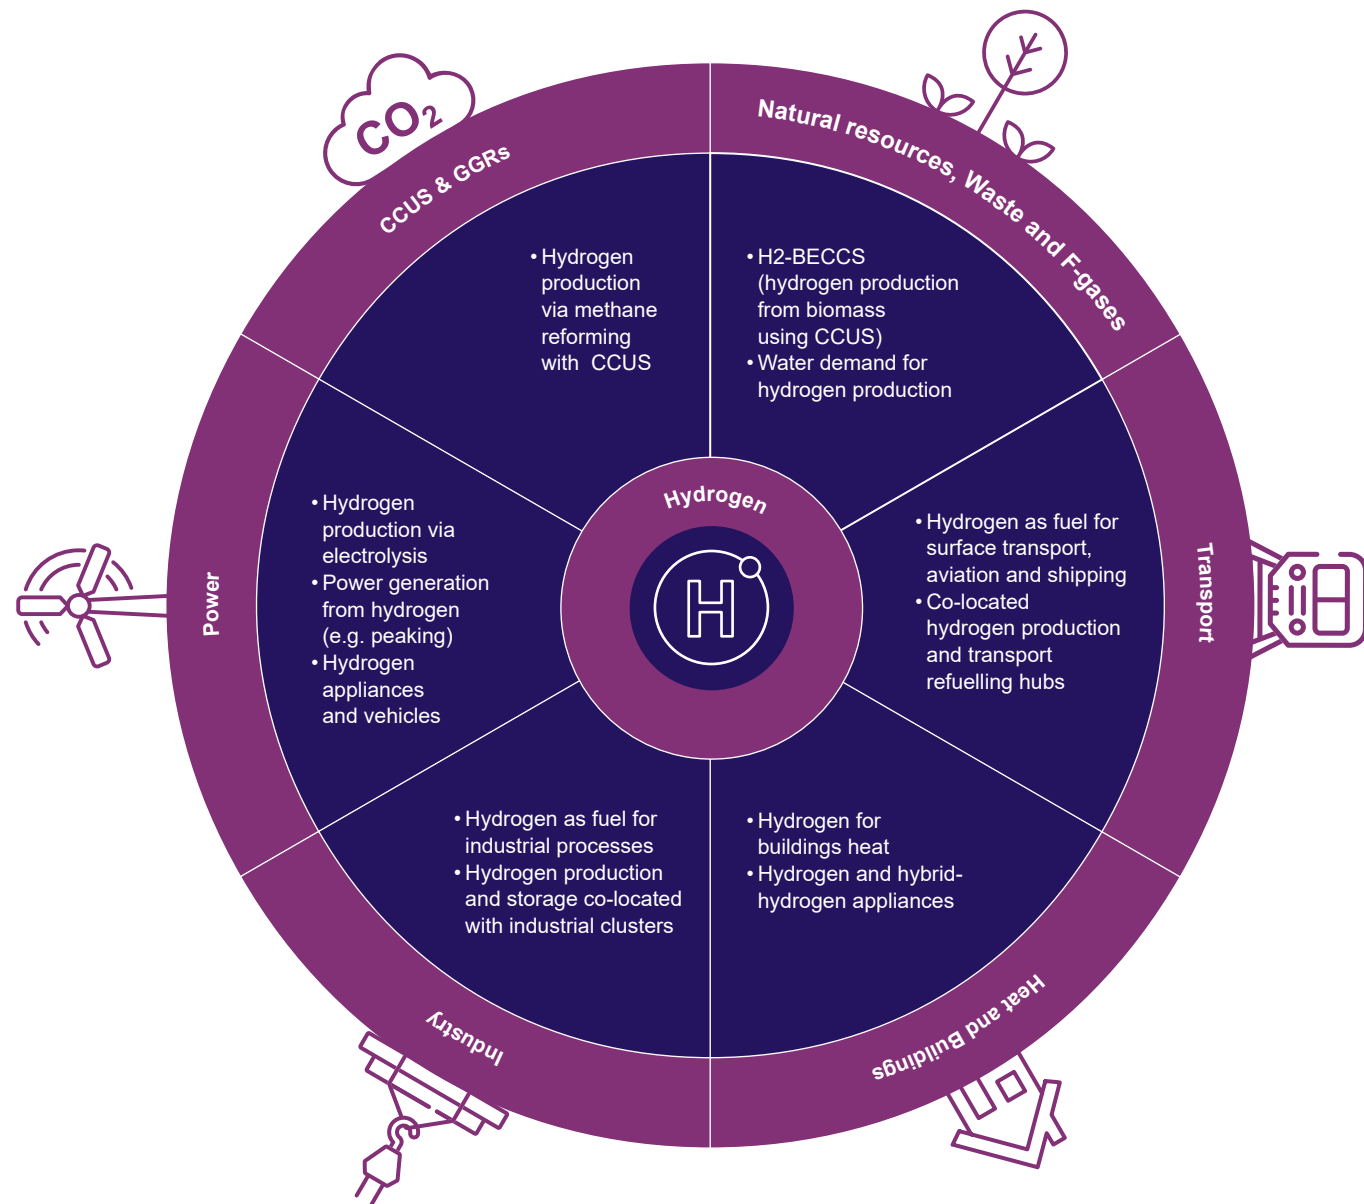 CO₂
CCUS & GGRs
Natural resources, Waste and F-gases
• Hydrogen
production
via methane
reforming
with CCUS
• H2-BECCS
(hydrogen production
from biomass
using CCUS)
• Water demand for
hydrogen production
Power
• Hydrogen
production via
electrolysis
• Power generation
from hydrogen
(e.g. peaking)
• Hydrogen
appliances
and vehicles
Hydrogen
H
• Hydrogen as fuel for
surface transport,
aviation and shipping
• Co-located
hydrogen production
and transport
refuelling hubs
Transport
• Hydrogen as fuel for
industrial processes
• Hydrogen production
and storage co-located
with industrial clusters
• Hydrogen for
buildings heat
• Hydrogen and hybrid-
hydrogen appliances
Industry
Heat and Buildings